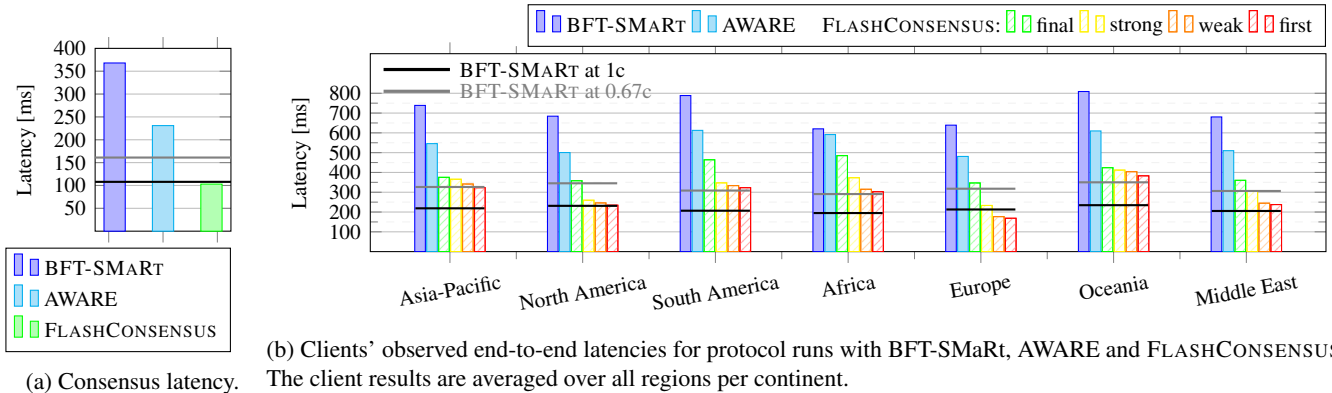 BFT-SMART AWARE FLASHCONSENSUS: final strong weak first
400
350
300
250
200
150
100
50
Latency [ms]
BFT-SMART
AWARE
FLASHCONSENSUS
(a) Consensus latency.
BFT-SMART at 1c
BFT-SMART at 0.67c
800
700
600
500
400
300
200
100
Latency [ms]
Asia-Pacific
North America
South America
Africa
Europe
Oceania
Middle East
(b) Clients' observed end-to-end latencies for protocol runs with BFT-SMaRt, AWARE and FLASHCONSENSUS
The client results are averaged over all regions per continent.